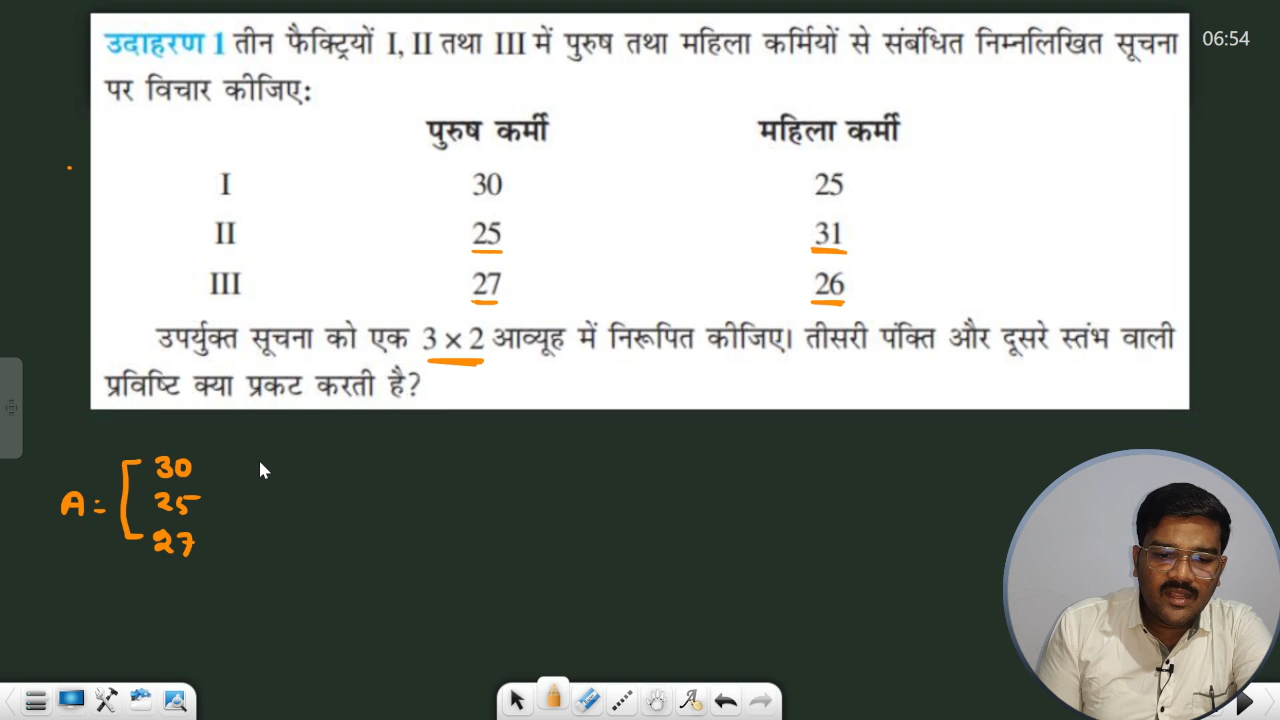 उदाहरण 1 तीन फैक्ट्रियों I, II तथा III में पुरुष तथा महिला कर्मियों से संबंधित निम्नलिखित सूचना
पर विचार कीजिए:
पुरुष कर्मी महिला कर्मी
I 30 25
II 25 31
III 27 26
उपर्युक्त सूचना को एक 3 × 2 आव्यूह में निरूपित कीजिए। तीसरी पंक्ति और दूसरे स्तंभ वाली
प्रविष्टि क्या प्रकट करती है?
06:54
30
A = [ 25
27